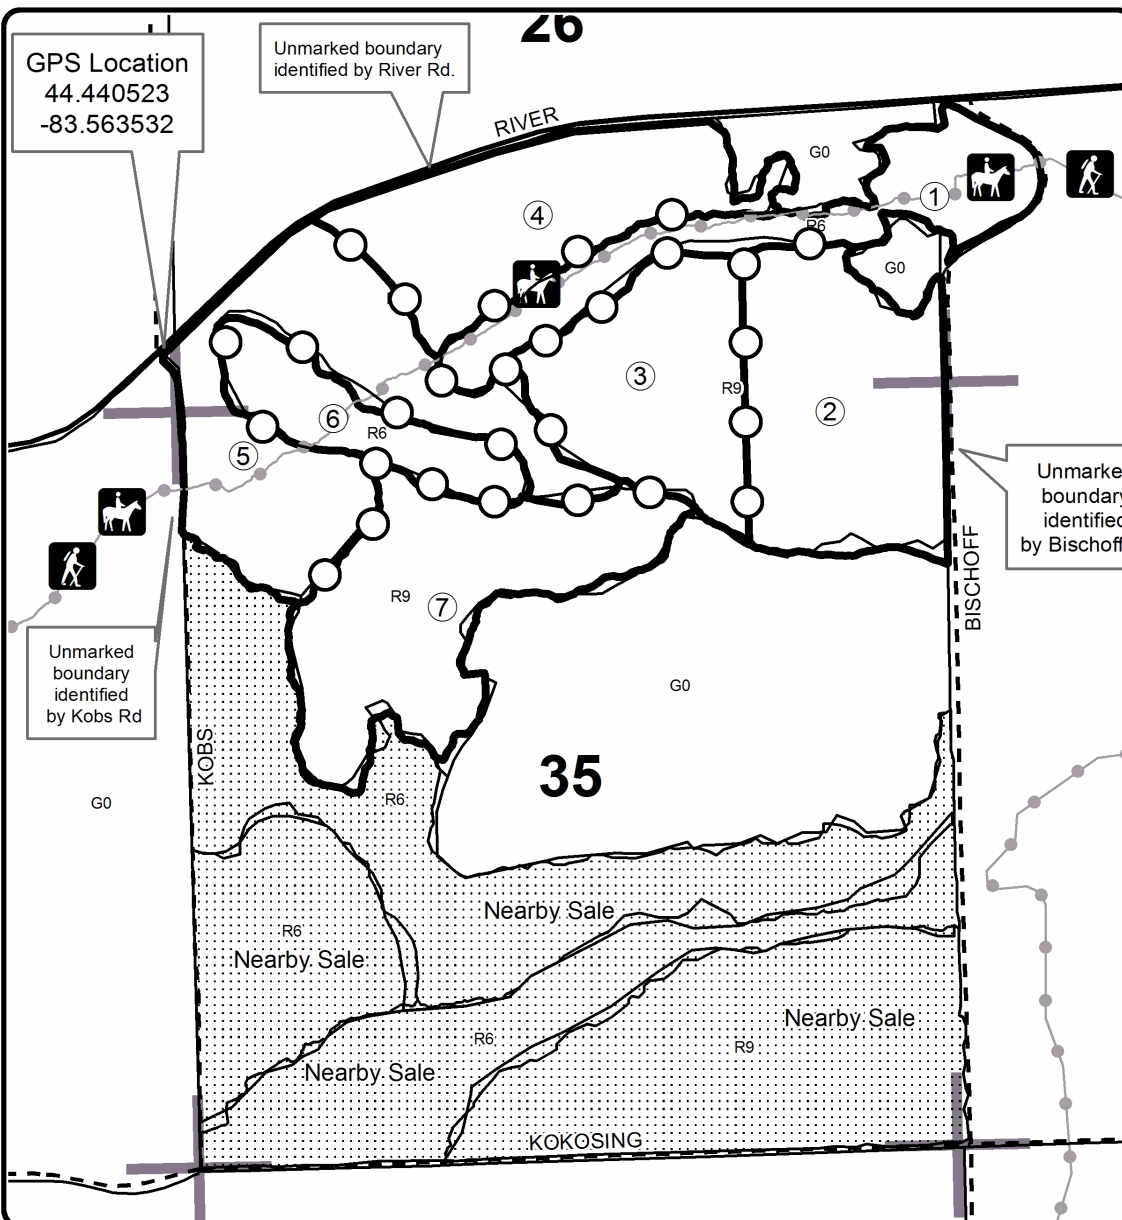 26
GPS Location
44.440523
-83.563532
Unmarked boundary
identified by River Rd.
RIVER
G0
1
4
R6
G0
3
R9
2
6
R6
5
Unmarke
boundary
identified
by Bischoff
BISCHOFF
R9
7
Unmarked
boundary
identified
by Kobs Rd
G0
KOBS
35
G0
R6
Nearby Sale
R6
Nearby Sale
Nearby Sale
R6
R9
Nearby Sale
KOKOSING